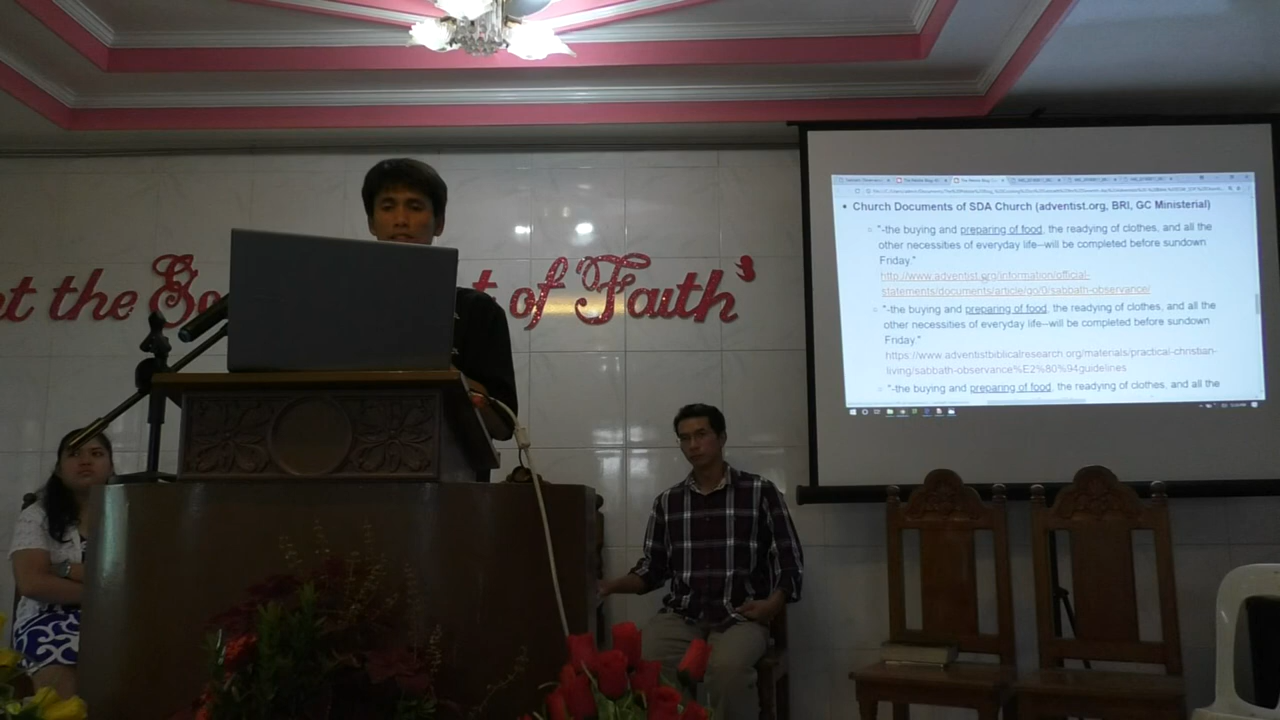 ht the Go t of Faith"
• Church Documents of SDA Church (adventist.org, BRI, GC Ministerial)
"-the buying and preparing of food, the readying of clothes, and all the
other necessities of everyday life--will be completed before sundown
Friday."
http://www.adventist.org/information/official-
statements/documents/article/go/0/sabbath-observance/
"-the buying and preparing of food, the readying of clothes, and all the
other necessities of everyday life--will be completed before sundown
Friday."
https://www.adventistbiblicalresearch.org/materials/practical-christian-
living/sabbath-observance%E2%80%94guidelines
"-the buying and preparing of food, the readying of clothes, and all the